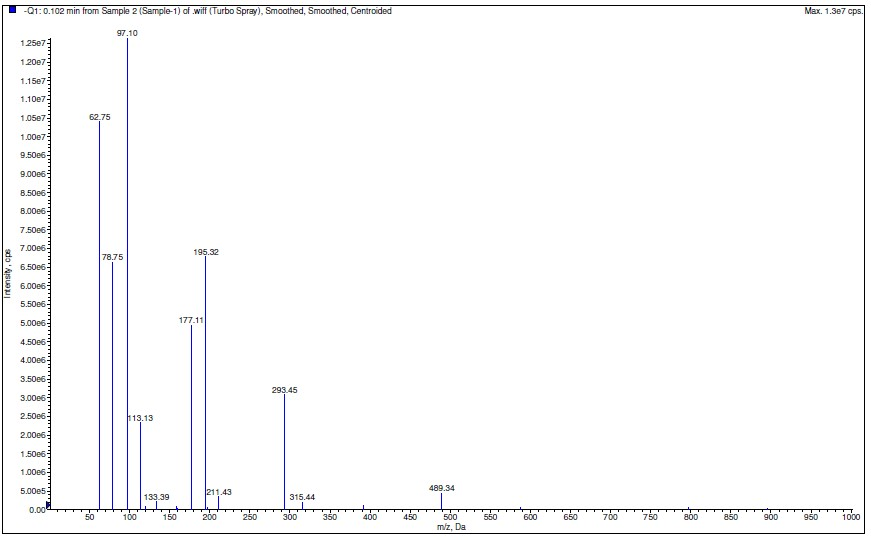 -Q1: 0.102 min from Sample 2 (Sample-1) of .wiff (Turbo Spray), Smoothed, Smoothed, Centroided
Max. 1.3e7 cps.
97.10
1.25e7
1.20e7
1.15e7
1.10e7
62.75
1.05e7
1.00e7
9.50e6
9.00e6
8.50e6
8.00e6
7.50e6
7.00e6
195.32
78.75
6.50e6
6.00e6
5.50e6
177.11
5.00e6
4.50e6
4.00e6
3.50e6
293.45
3.00e6
2.50e6
113.13
2.00e6
1.50e6
1.00e6
5.00e5
133.39
211.43
315.44
489.34
0.00
Intensity, cps
50 100 150 200 250 300 350 400 450 500 550 600 650 700 750 800 850 900 950 1000
m/z, Da